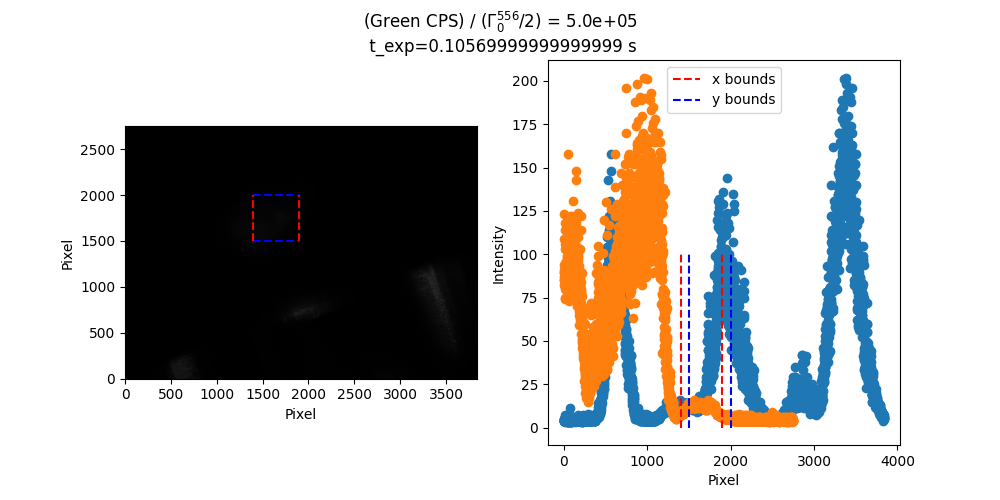 (Green CPS) / (Γ₀⁵⁵⁶/2) = 5.0e+05
t_exp=0.10569999999999999 s
2500
2000
1500
1000
500
0
Pixel
0 500 1000 1500 2000 2500 3000 3500
Pixel
x bounds
y bounds
200
175
150
125
100
75
50
25
0
Intensity
0 1000 2000 3000 4000
Pixel